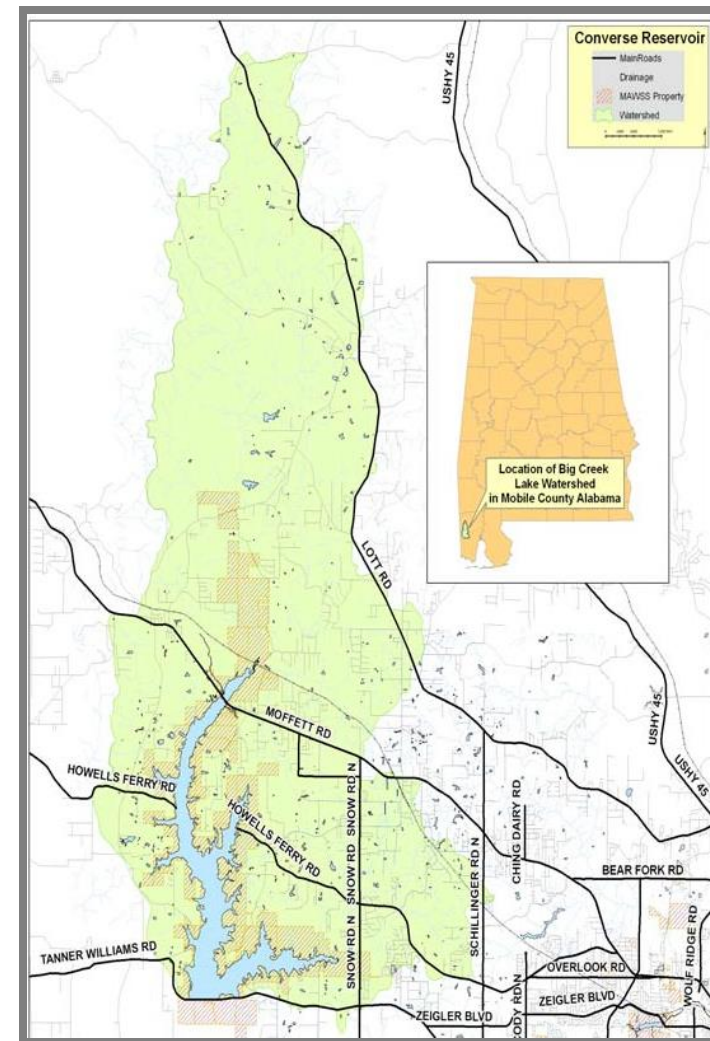 Converse Reservoir
MainRoads
Drainage
MAWSS Property
Watershed
USHY 45
Location of Big Creek
Lake Watershed
in Mobile County Alabama
LOTT RD
MOFFETT RD
USHY 45
USHY 45
HOWELLS FERRY RD
HOWELLS FERRY RD
SNOW RD N
SNOW RD
SNOW RD N
SCHILLINGER RD N
CHING DAIRY RD
BEAR FORK RD
WOLF RIDGE RD
TANNER WILLIAMS RD
OVERLOOK RD
ZEIGLER BLVD
ZEIGLER BLVD
CODY RD N